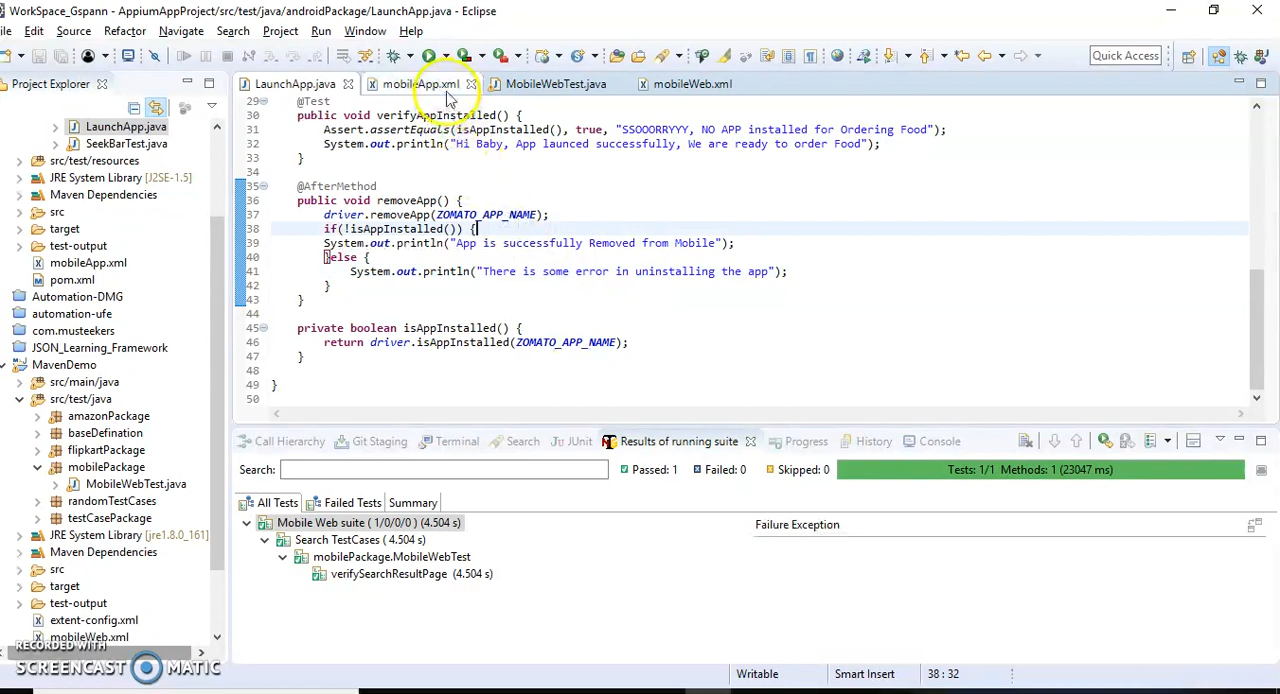 WorkSpace_Gspann - AppiumAppProject/src/test/java/androidPackage/LaunchApp.java - Eclipse
Edit Source Refactor Navigate Search Project Run Window Help
Quick Access
Project Explorer
LaunchApp.java mobileApp.xml MobileWebTest.java mobileWeb.xml
LaunchApp.java
SeekBarTest.java
src/test/resources
JRE System Library [J2SE-1.5]
Maven Dependencies
src
target
test-output
mobileApp.xml
pom.xml
Automation-DMG
automation-ufe
com.musteekers
JSON_Learning_Framework
MavenDemo
src/main/java
src/test/java
amazonPackage
baseDefination
flipkartPackage
mobilePackage
MobileWebTest.java
randomTestCases
testCasePackage
JRE System Library [jre1.8.0_161]
Maven Dependencies
src
target
test-output
extent-config.xml
mobileWeb.xml
29 @Test
30 public void verifyAppInstalled() {
31 Assert.assertEquals(isAppInstalled(), true, "SSOOORRYYY, NO APP installed for Ordering Food");
32 System.out.println("Hi Baby, App launced successfully, We are ready to order Food");
33 }
34
35 @AfterMethod
36 public void removeApp() {
37 driver.removeApp(ZOMATO_APP_NAME);
38 if(!isAppInstalled()) {
39 System.out.println("App is successfully Removed from Mobile");
40 }else {
41 System.out.println("There is some error in uninstalling the app");
42 }
43 }
44
45 private boolean isAppInstalled() {
46 return driver.isAppInstalled(ZOMATO_APP_NAME);
47 }
48
49 }
50
Call Hierarchy Git Staging Terminal Search JUnit Results of running suite Progress History Console
Search: Passed: 1 Failed: 0 Skipped: 0 Tests: 1/1 Methods: 1 (23047 ms)
All Tests Failed Tests Summary
Mobile Web suite ( 1/0/0/0 ) (4.504 s)
Search TestCases ( 4.504 s)
mobilePackage.MobileWebTest
verifySearchResultPage (4.504 s)
Failure Exception
RECORDED WITH
SCREENCAST MATIC
Writable Smart Insert 38 : 32